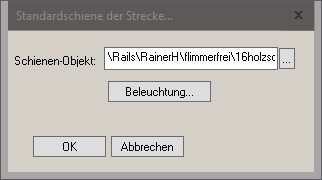 Standardschiene der Strecke...
Schienen-Objekt: \Rails\RainerH\flimmerfrei\16holzsc ...
Beleuchtung...
OK Abbrechen